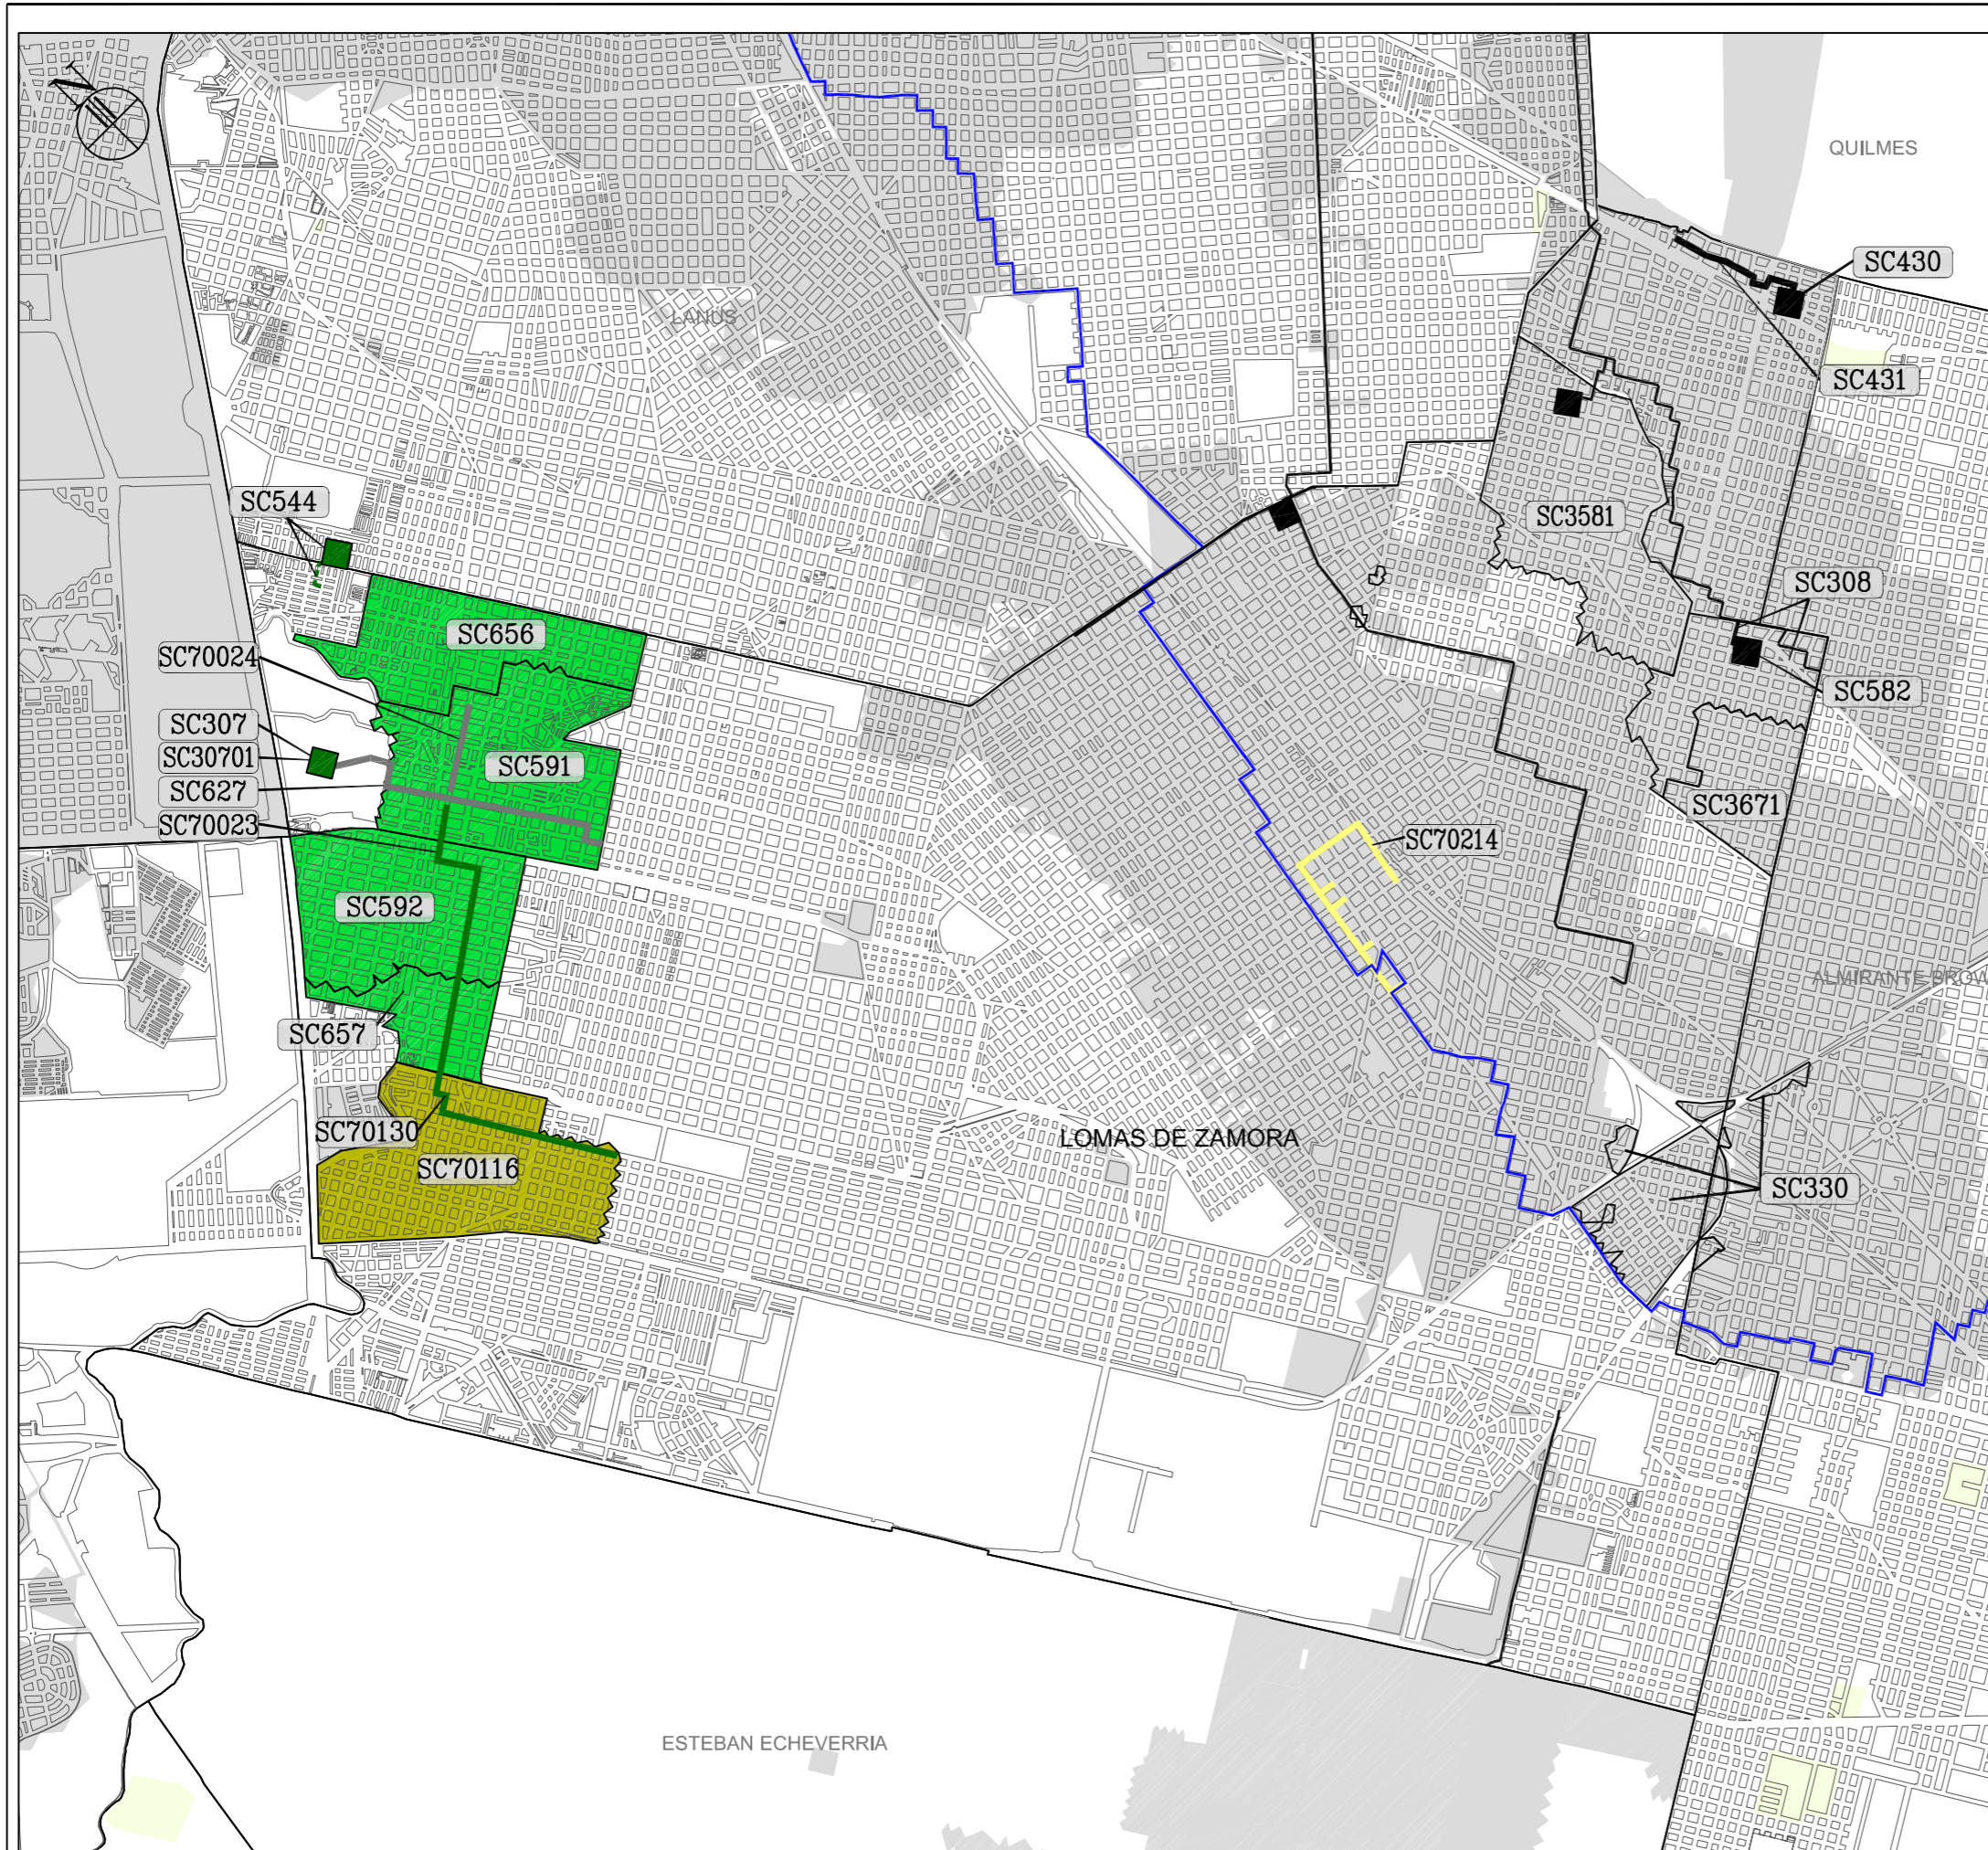 QUILMES
SC430
LANUS
SC431
SC544
SC3581
SC308
SC656
SC70024
SC582
SC307
SC30701
SC591
SC627
SC3671
SC70023
SC70214
SC592
ALMIRANTE BROW
SC657
SC70130
LOMAS DE ZAMORA
SC70116
SC330
ESTEBAN ECHEVERRIA